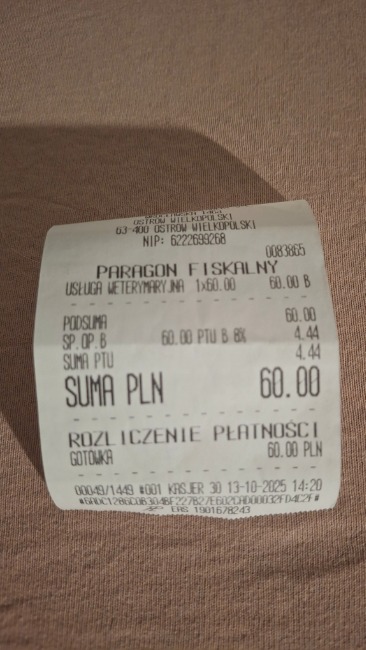 OSTRÓW WIELKOPOLSKI
63-400 OSTRÓW WIELKOPOLSKI
NIP: 6222699268
0083865
PARAGON FISKALNY
USŁUGA WETERYMARYJNA 1x60.00 60.00 B
PODSUMA 60.00
SP.OP.B 60.00 PTU B 8% 4.44
SUMA PTU 4.44
SUMA PLN 60.00
ROZLICZENIE PŁATNOŚCI
GOTÓWKA 60.00 PLN
00049/1449 #001 KASJER 30 13-10-2025 14:20
EAS 1901678243